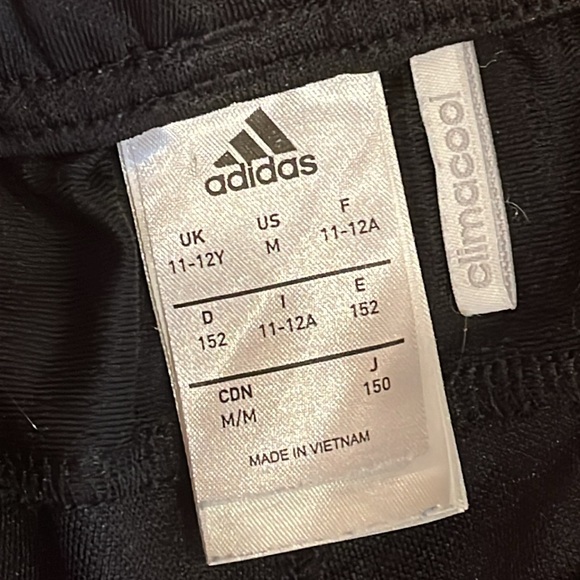 adidas
UK US F
11-12Y M 11-12A
D I E
152 11-12A 152
CDN J
M/M 150
MADE IN VIETNAM
climacool